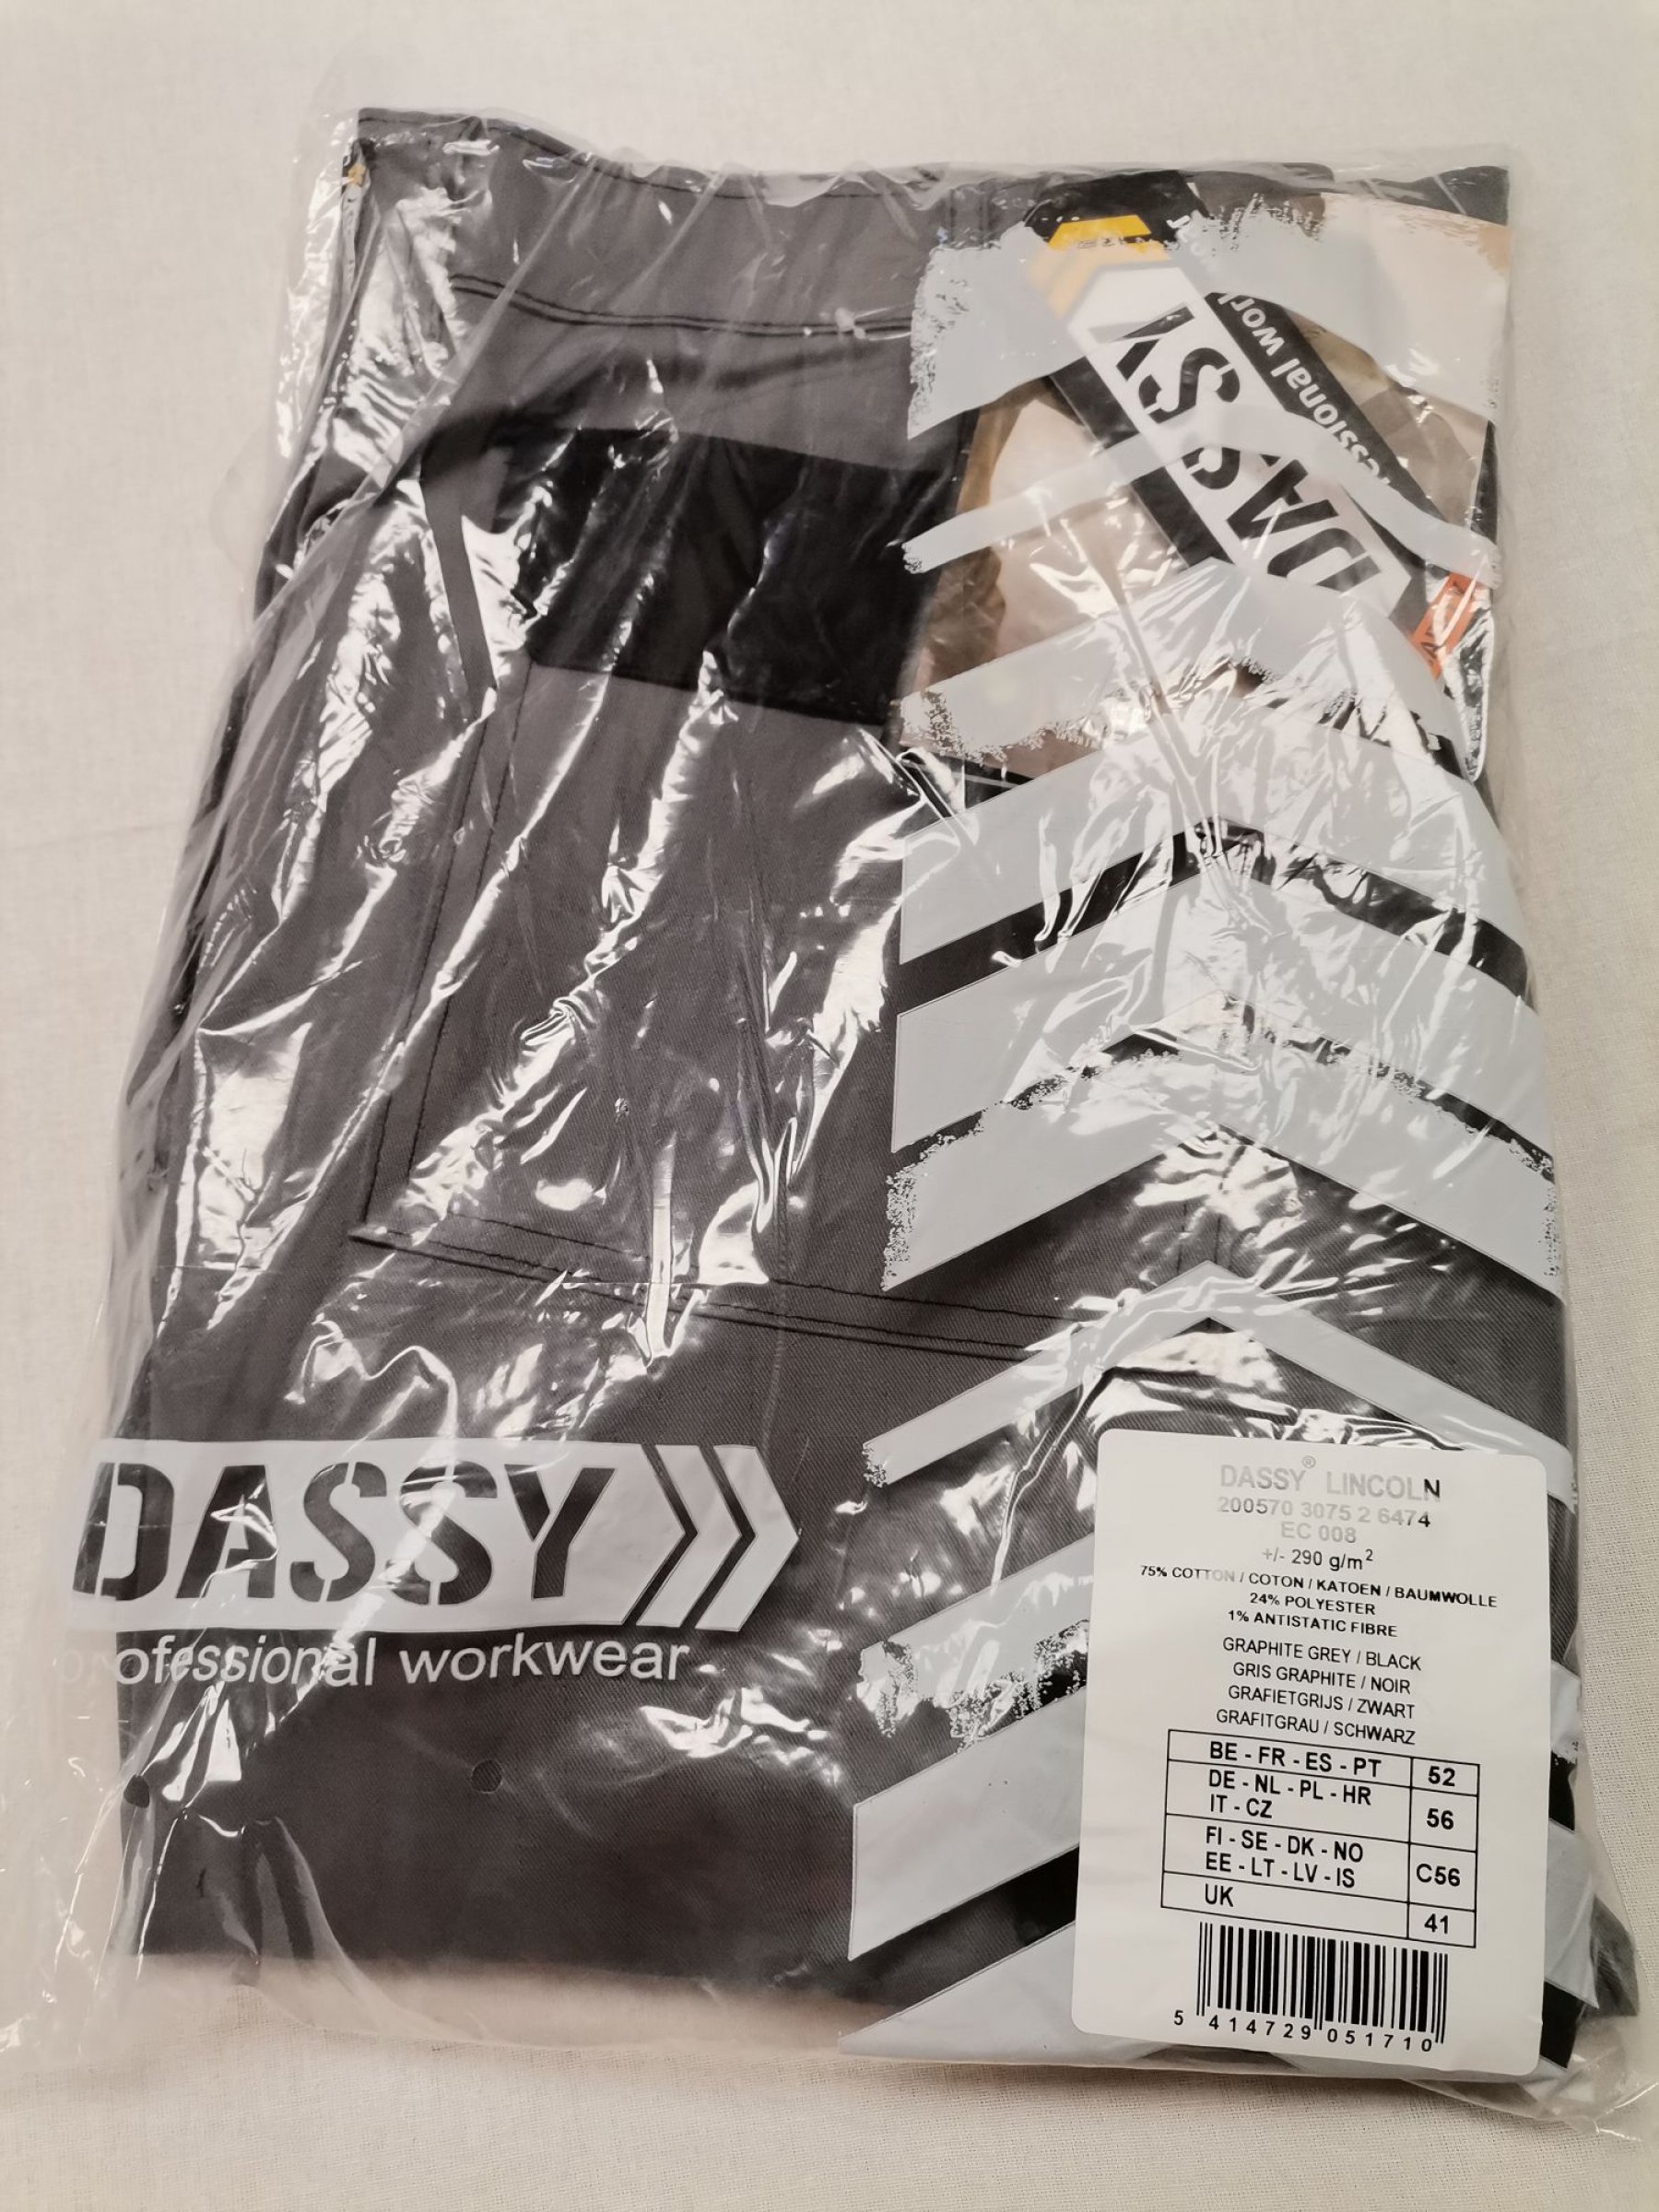 DASSY
DASSY
professional workwear
DASSY® LINCOLN
200570 3075 2 6474
EC 008
+/- 290 g/m²
75% COTTON / COTON / KATOEN / BAUMWOLLE
24% POLYESTER
1% ANTISTATIC FIBRE
GRAPHITE GREY / BLACK
GRIS GRAPHITE / NOIR
GRAFIETGRIJS / ZWART
GRAFITGRAU / SCHWARZ
BE - FR - ES - PT 52
DE - NL - PL - HR
IT - CZ 56
FI - SE - DK - NO
EE - LT - LV - IS C56
UK 41
5 414729 051710